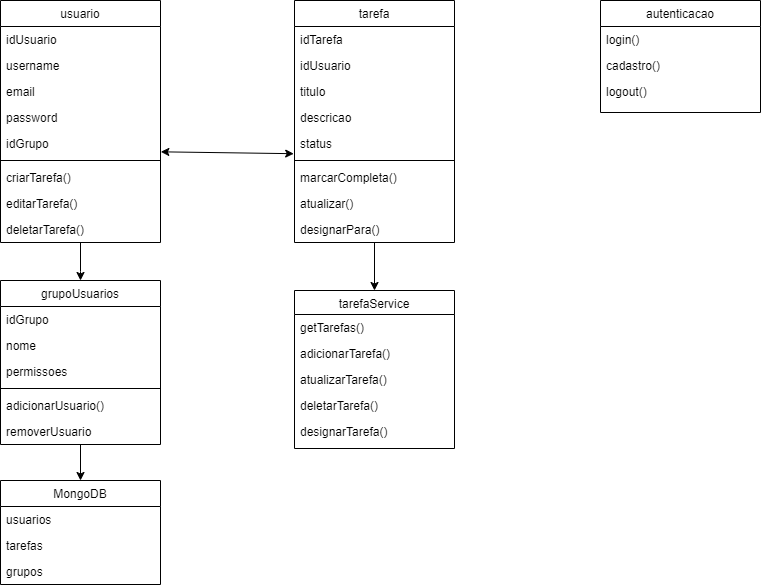 usuario
idUsuario
username
email
password
idGrupo
criarTarefa()
editarTarefa()
deletarTarefa()
tarefa
idTarefa
idUsuario
titulo
descricao
status
marcarCompleta()
atualizar()
designarPara()
autenticacao
login()
cadastro()
logout()
grupoUsuarios
idGrupo
nome
permissoes
adicionarUsuario()
removerUsuario
tarefaService
getTarefas()
adicionarTarefa()
atualizarTarefa()
deletarTarefa()
designarTarefa()
MongoDB
usuarios
tarefas
grupos